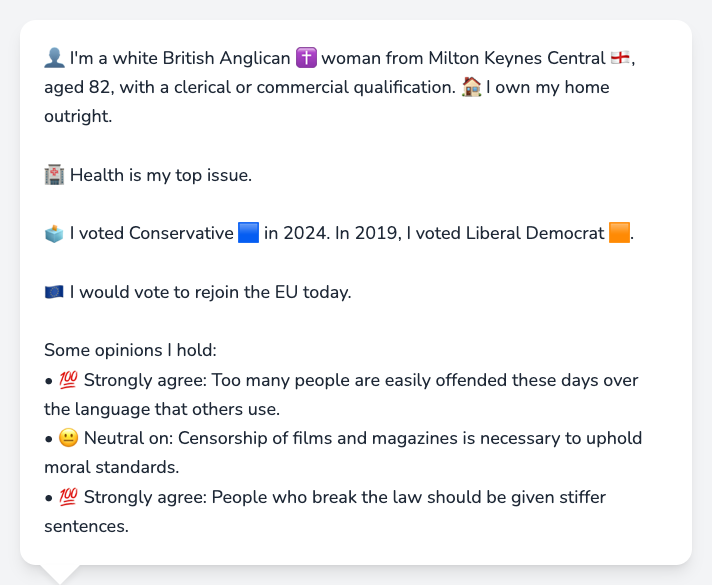 👤 I'm a white British Anglican ✝️ woman from Milton Keynes Central 🏴󠁧󠁢󠁥󠁮󠁧󠁿,
aged 82, with a clerical or commercial qualification. 🏠 I own my home
outright.
🏥 Health is my top issue.
🗳️ I voted Conservative 🟦 in 2024. In 2019, I voted Liberal Democrat 🟧.
🇪🇺 I would vote to rejoin the EU today.
Some opinions I hold:
• 💯 Strongly agree: Too many people are easily offended these days over
the language that others use.
• 😐 Neutral on: Censorship of films and magazines is necessary to uphold
moral standards.
• 💯 Strongly agree: People who break the law should be given stiffer
sentences.